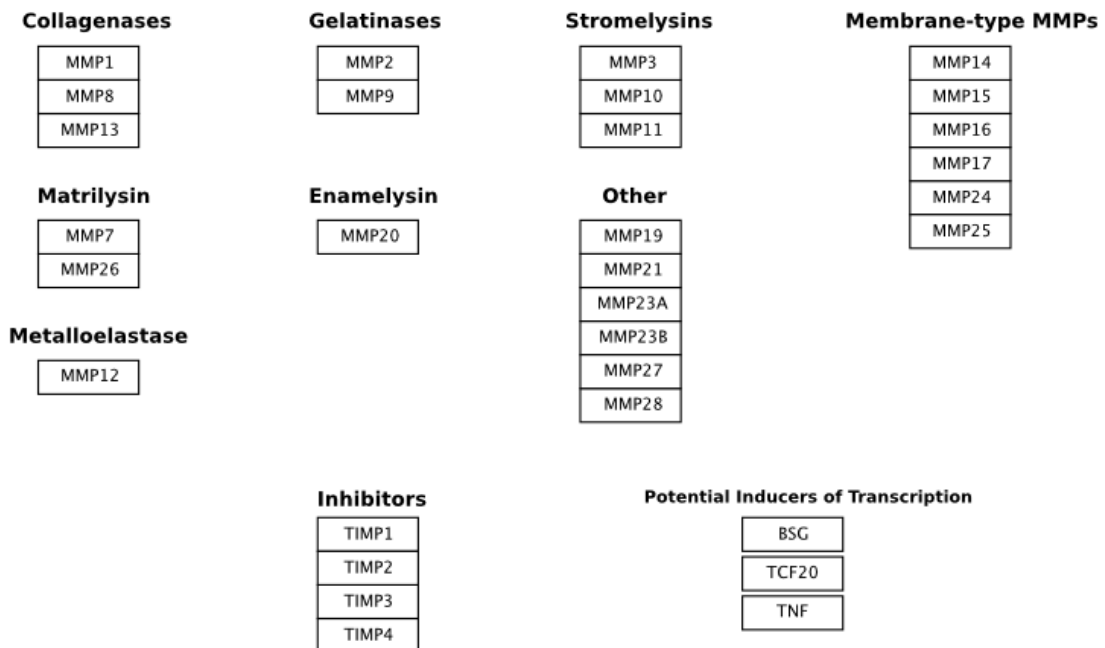 Collagenases
MMP1
MMP8
MMP13
Gelatinases
MMP2
MMP9
Stromelysins
MMP3
MMP10
MMP11
Membrane-type MMPs
MMP14
MMP15
MMP16
MMP17
MMP24
MMP25
Matrilysin
MMP7
MMP26
Enamelysin
MMP20
Other
MMP19
MMP21
MMP23A
MMP23B
MMP27
MMP28
Metalloelastase
MMP12
Inhibitors
TIMP1
TIMP2
TIMP3
TIMP4
Potential Inducers of Transcription
BSG
TCF20
TNF